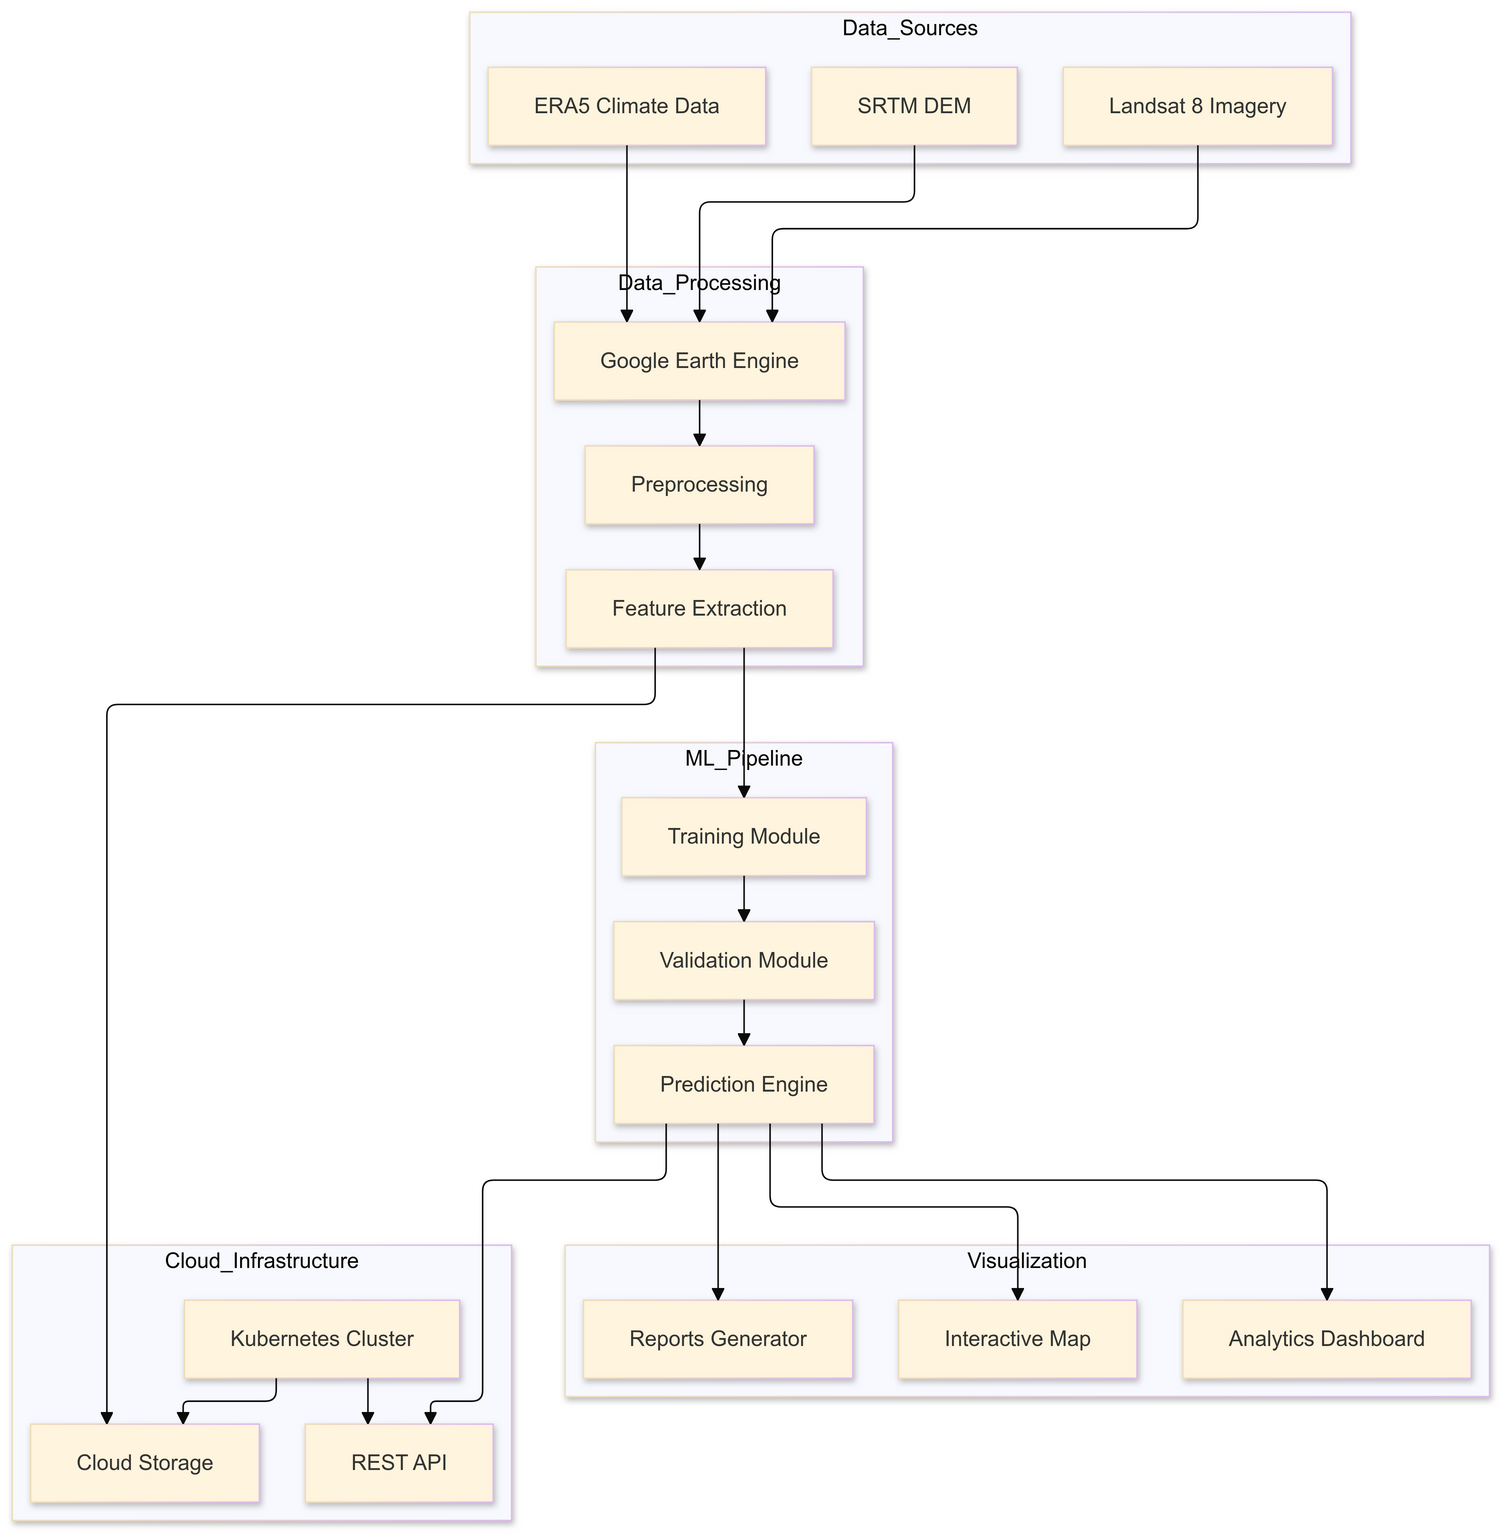 Data_Sources
ERA5 Climate Data
SRTM DEM
Landsat 8 Imagery
Data_Processing
Google Earth Engine
Preprocessing
Feature Extraction
ML_Pipeline
Training Module
Validation Module
Prediction Engine
Cloud_Infrastructure
Kubernetes Cluster
Cloud Storage
REST API
Visualization
Reports Generator
Interactive Map
Analytics Dashboard